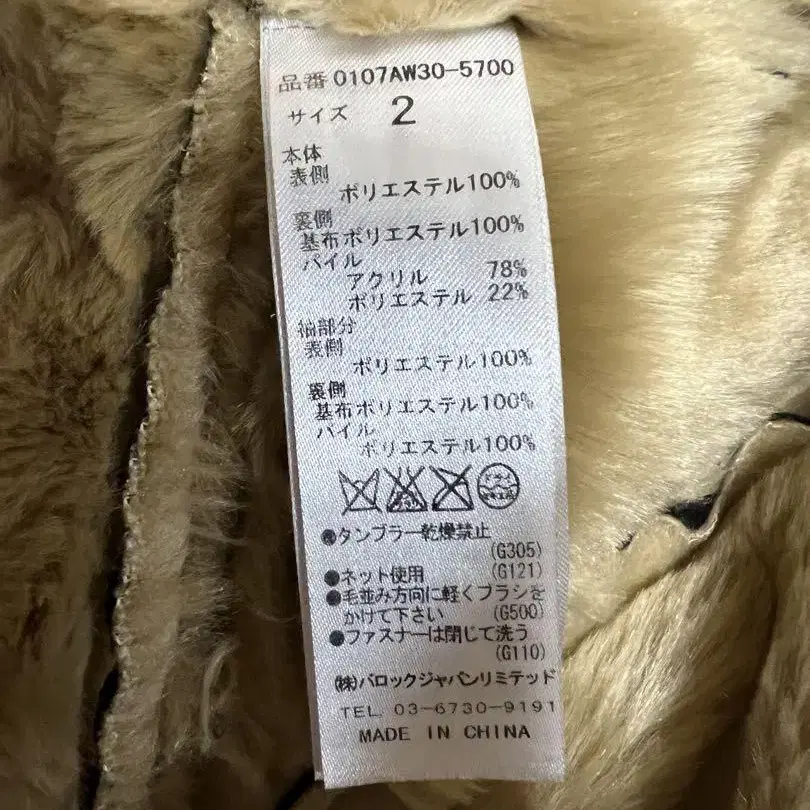 品番 0107AW30-5700
サイズ 2
本体
表側
ポリエステル100%
裏側
基布ポリエステル100%
パイル
アクリル 78%
ポリエステル 22%
袖部分
表側
ポリエステル100%
裏側
基布ポリエステル100%
パイル
ポリエステル100%
●タンブラー乾燥禁止
(G305)
●ネット使用 (G121)
●毛並み方向に軽くブラシを
かけて下さい (G500)
●ファスナーは閉じて洗う
(G110)
㈱バロックジャパンリミテッド
TEL 03-6730-9191
MADE IN CHINA